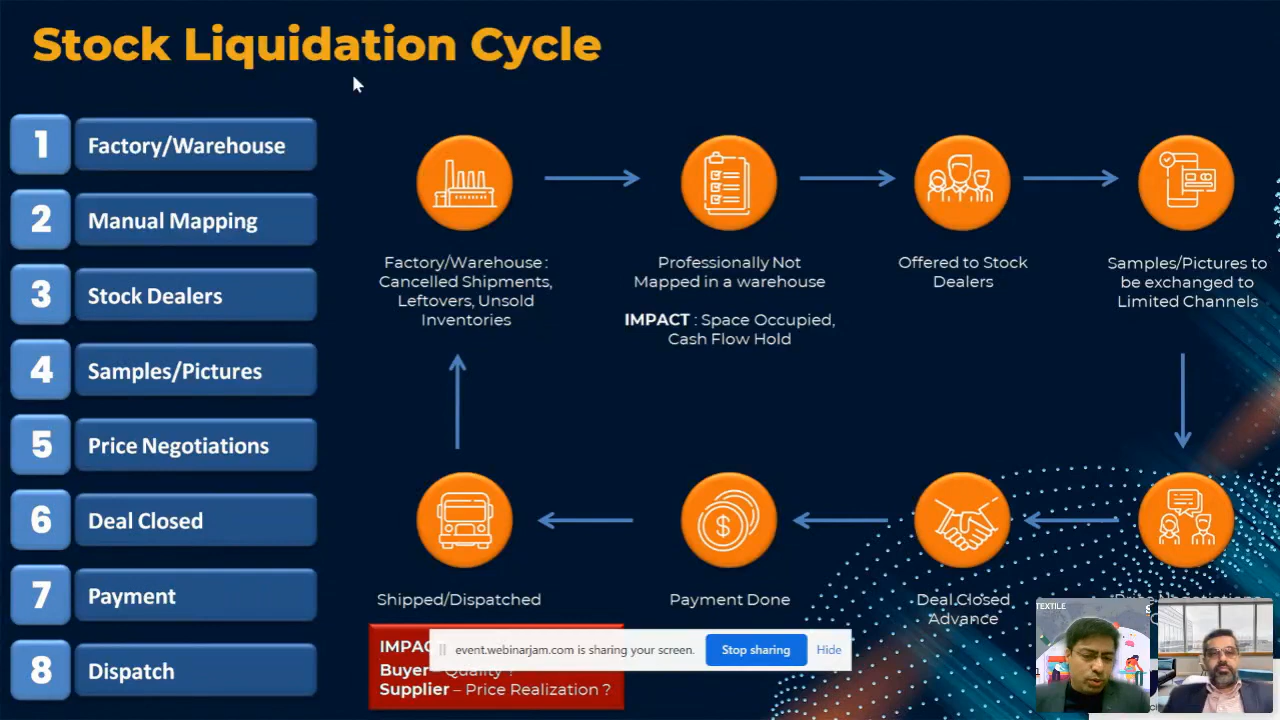 Stock Liquidation Cycle
1 Factory/Warehouse
2 Manual Mapping
3 Stock Dealers
4 Samples/Pictures
5 Price Negotiations
6 Deal Closed
7 Payment
8 Dispatch
Factory/Warehouse:
Cancelled Shipments,
Leftovers, Unsold
Inventories
Professionally Not
Mapped in a warehouse
IMPACT : Space Occupied,
Cash Flow Hold
Offered to Stock
Dealers
Samples/Pictures to
be exchanged to
Limited Channels
Price Negotiations
Deal Closed
Advance
Payment Done
$
Shipped/Dispatched
Buyer – Quality ?
Supplier – Price Realization ?
event.webinarjam.com is sharing your screen.
Stop sharing
Hide
TEXTILE